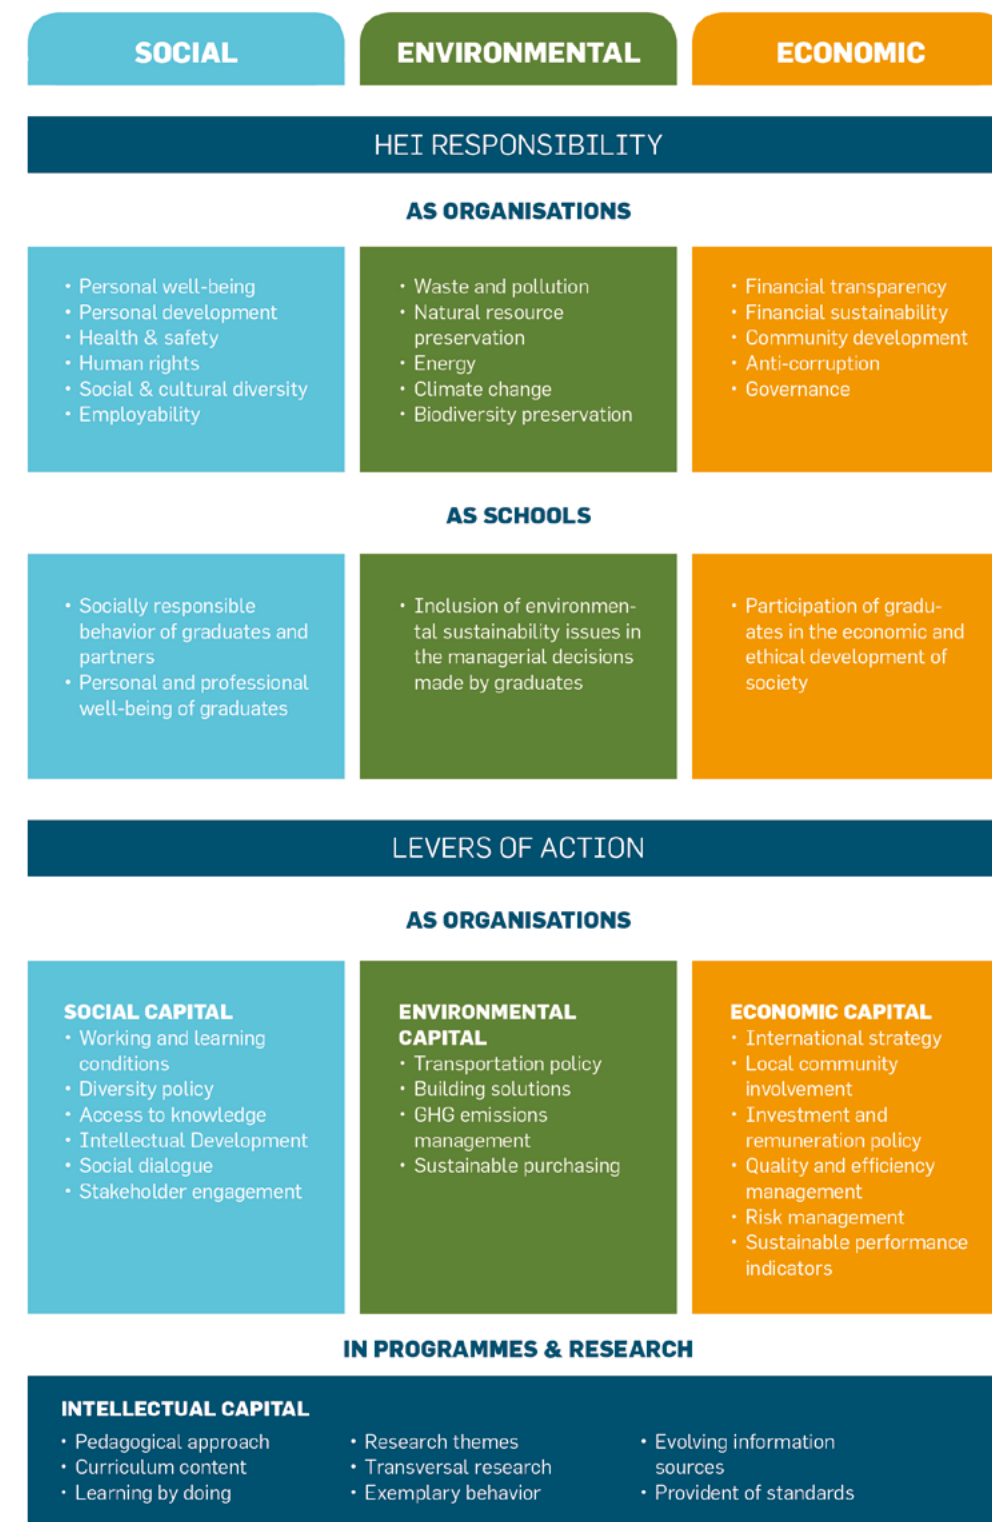 SOCIAL
ENVIRONMENTAL
ECONOMIC
HEI RESPONSIBILITY
AS ORGANISATIONS
• Personal well-being
• Personal development
• Health & safety
• Human rights
• Social & cultural diversity
• Employability
• Waste and pollution
• Natural resource
preservation
• Energy
• Climate change
• Biodiversity preservation
• Financial transparency
• Financial sustainability
• Community development
• Anti-corruption
• Governance
AS SCHOOLS
• Socially responsible
behavior of graduates and
partners
• Personal and professional
well-being of graduates
• Inclusion of environmen-
tal sustainability issues in
the managerial decisions
made by graduates
• Participation of gradu-
ates in the economic and
ethical development of
society
LEVERS OF ACTION
AS ORGANISATIONS
SOCIAL CAPITAL
• Working and learning
conditions
• Diversity policy
• Access to knowledge
• Intellectual Development
• Social dialogue
• Stakeholder engagement
ENVIRONMENTAL
CAPITAL
• Transportation policy
• Building solutions
• GHG emissions
management
• Sustainable purchasing
ECONOMIC CAPITAL
• International strategy
• Local community
involvement
• Investment and
remuneration policy
• Quality and efficiency
management
• Risk management
• Sustainable performance
indicators
IN PROGRAMMES & RESEARCH
INTELLECTUAL CAPITAL
• Pedagogical approach
• Curriculum content
• Learning by doing
• Research themes
• Transversal research
• Exemplary behavior
• Evolving information
sources
• Provident of standards